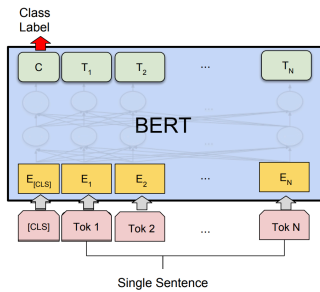 Class
Label
C T1 T2 ... TN
BERT
E[CLS] E1 E2 ... EN
[CLS] Tok 1 Tok 2 ... Tok N
Single Sentence